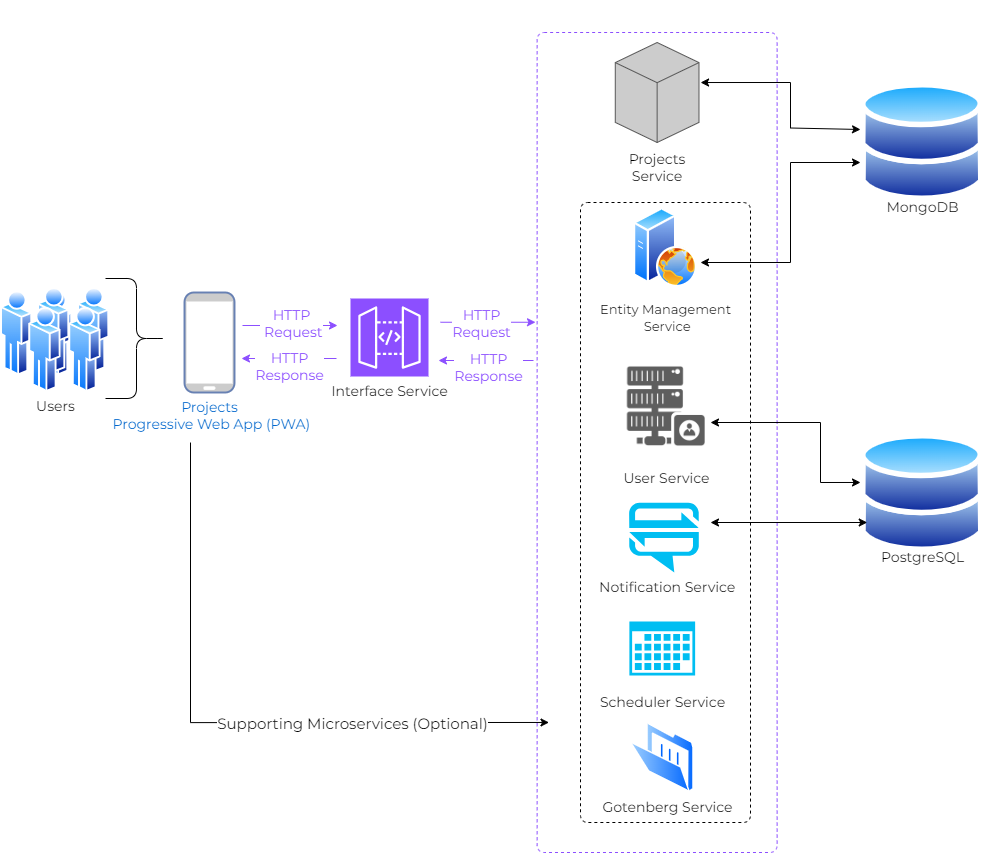 Users
Projects
Progressive Web App (PWA)
HTTP
Request
HTTP
Response
</>
Interface Service
HTTP
Request
HTTP
Response
Supporting Microservices (Optional)
Projects
Service
Entity Management
Service
User Service
Notification Service
Scheduler Service
Gotenberg Service
MongoDB
PostgreSQL